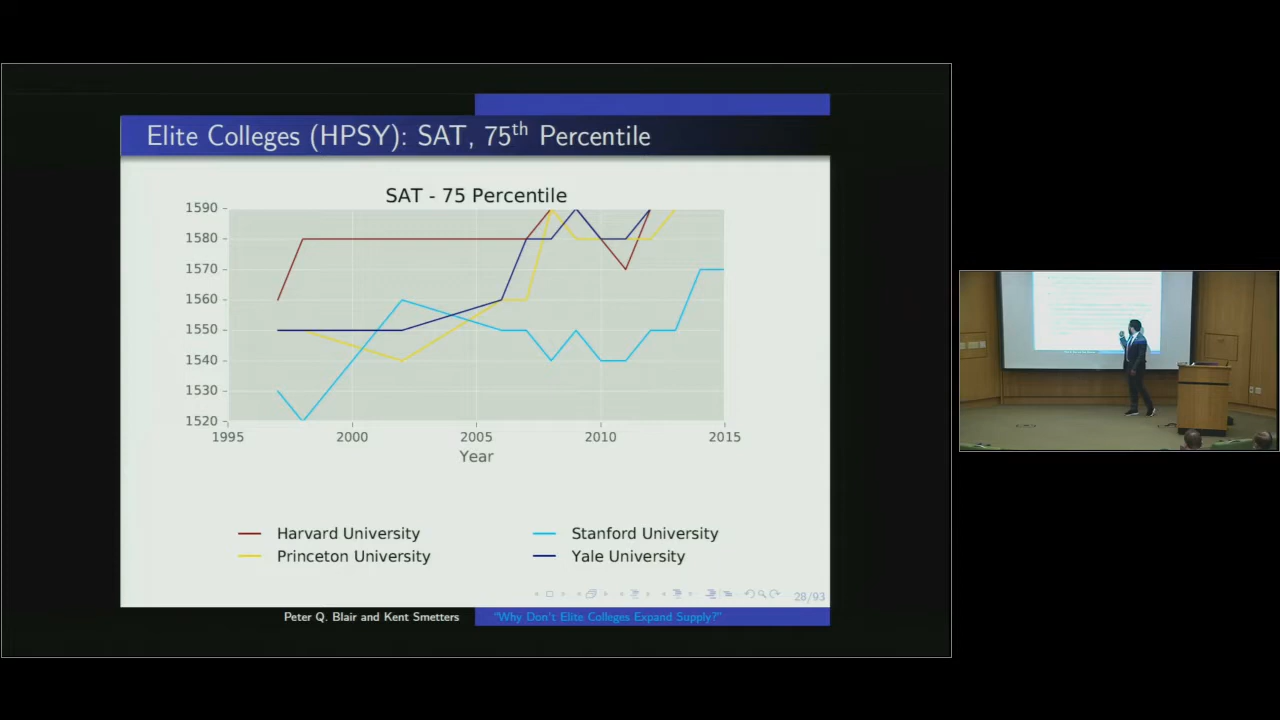 Elite Colleges (HPSY): SAT, 75th Percentile
SAT - 75 Percentile
1590
1580
1570
1560
1550
1540
1530
1520
1995 2000 2005 2010 2015
Year
Harvard University
Stanford University
Princeton University
Yale University
28/93
Peter Q. Blair and Kent Smetters
"Why Don't Elite Colleges Expand Supply?"